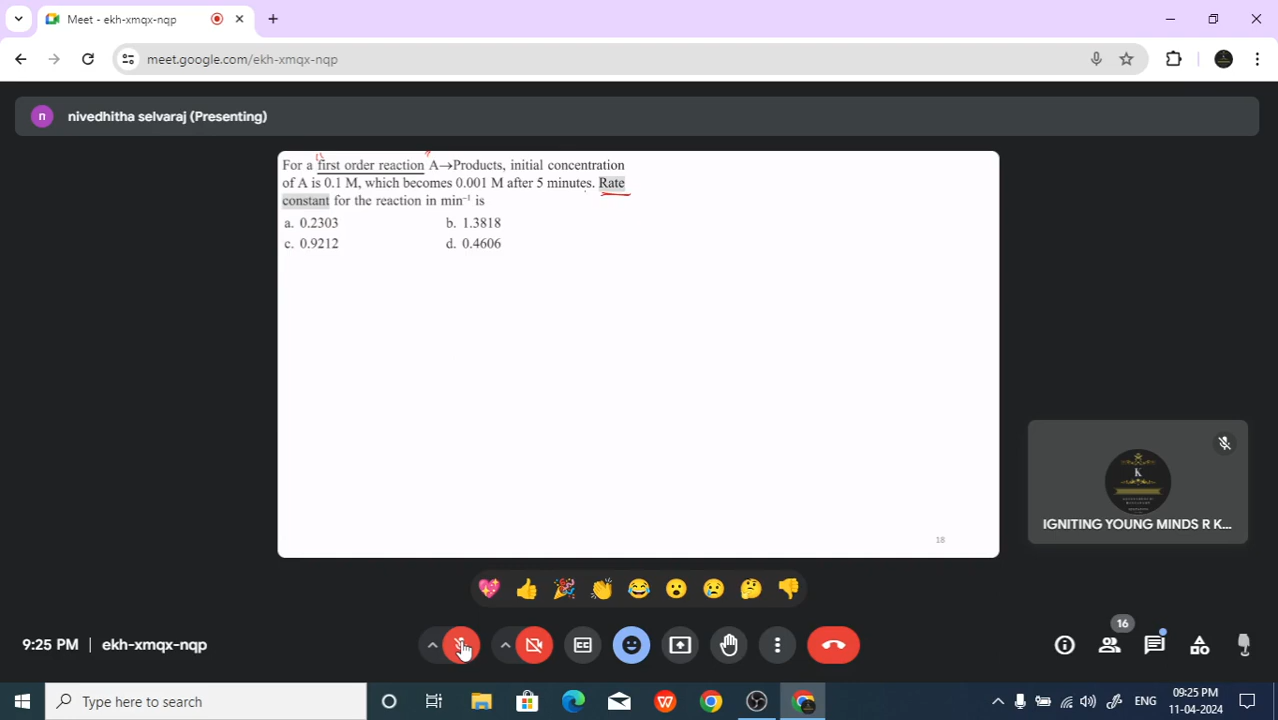 Meet - ekh-xmqx-nqp
meet.google.com/ekh-xmqx-nqp
n
nivedhitha selvaraj (Presenting)
For a first order reaction A→Products, initial concentration
of A is 0.1 M, which becomes 0.001 M after 5 minutes. Rate
constant for the reaction in min⁻¹ is
a. 0.2303 b. 1.3818
c. 0.9212 d. 0.4606
18
K
IGNITING YOUNG MINDS R K...
9:25 PM | ekh-xmqx-nqp
16
Type here to search
ENG
09:25 PM
11-04-2024